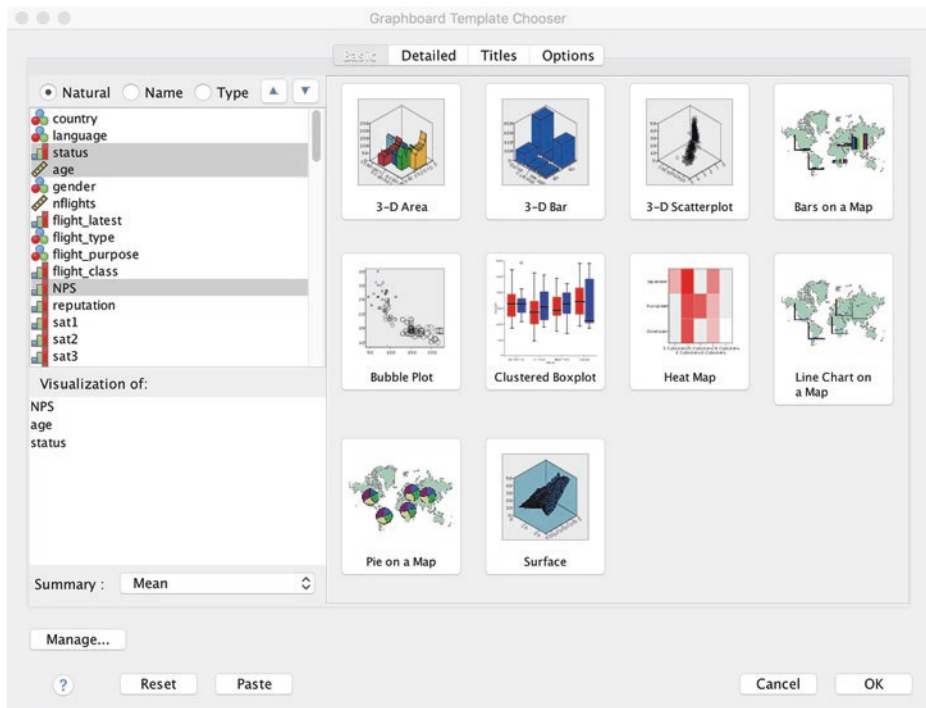 Graphboard Template Chooser
Basic Detailed Titles Options
Natural Name Type
country
language
status
age
gender
nflights
flight_latest
flight_type
flight_purpose
flight_class
NPS
reputation
sat1
sat2
sat3
Visualization of:
NPS
age
status
Summary : Mean
3-D Area
3-D Bar
3-D Scatterplot
Bars on a Map
Bubble Plot
Clustered Boxplot
Heat Map
Line Chart on
a Map
Pie on a Map
Surface
Manage...
? Reset Paste Cancel OK